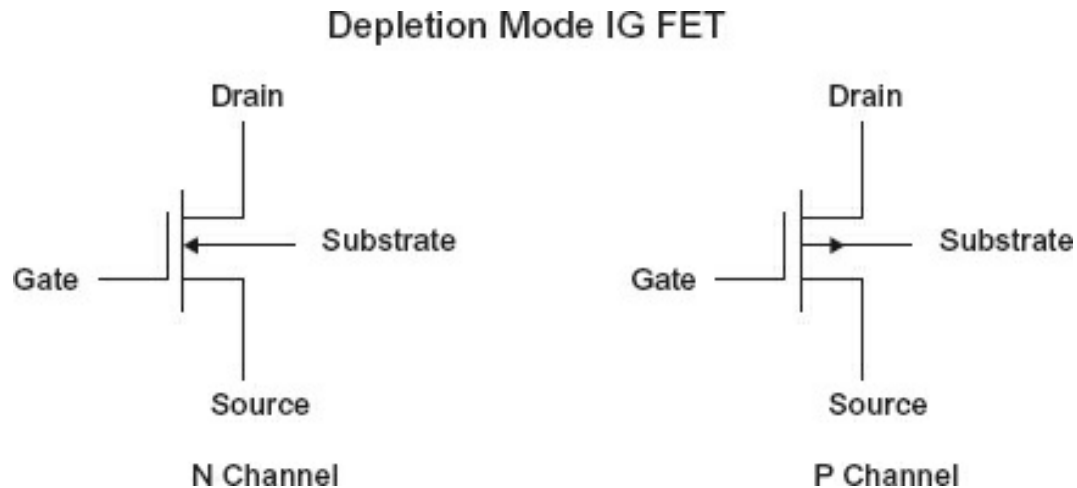 Depletion Mode IG FET
Drain
Drain
Substrate
Substrate
Gate
Gate
Source
Source
N Channel
P Channel